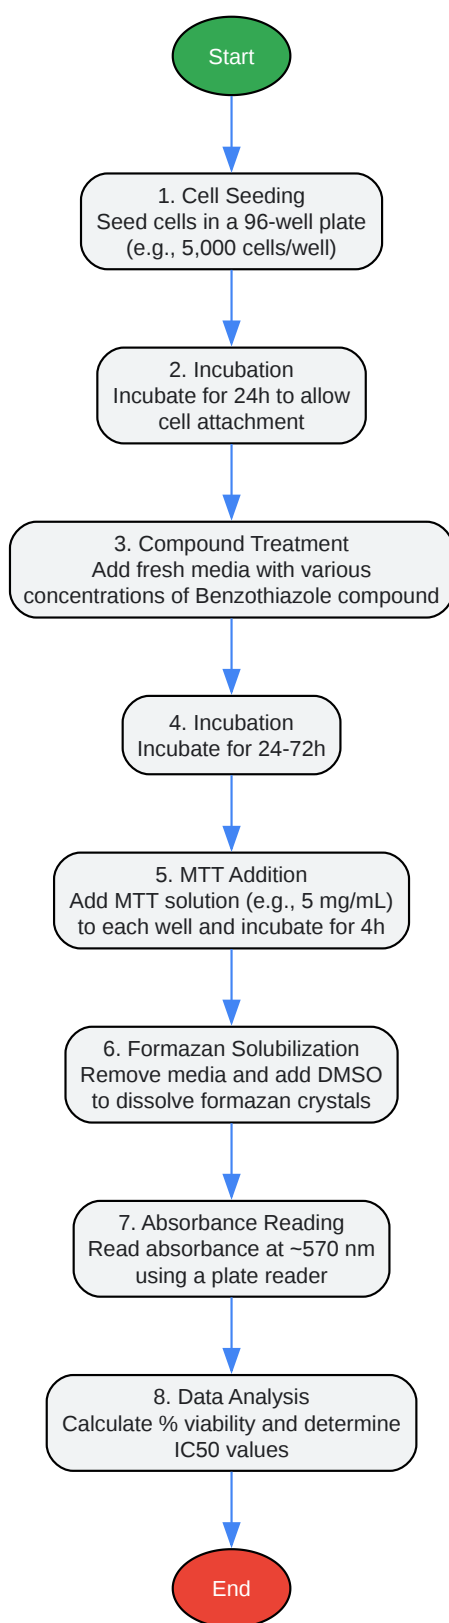 Start
1. Cell Seeding
Seed cells in a 96-well plate
(e.g., 5,000 cells/well)
2. Incubation
Incubate for 24h to allow
cell attachment
3. Compound Treatment
Add fresh media with various
concentrations of Benzothiazole compound
4. Incubation
Incubate for 24-72h
5. MTT Addition
Add MTT solution (e.g., 5 mg/mL)
to each well and incubate for 4h
6. Formazan Solubilization
Remove media and add DMSO
to dissolve formazan crystals
7. Absorbance Reading
Read absorbance at ~570 nm
using a plate reader
8. Data Analysis
Calculate % viability and determine
IC50 values
End